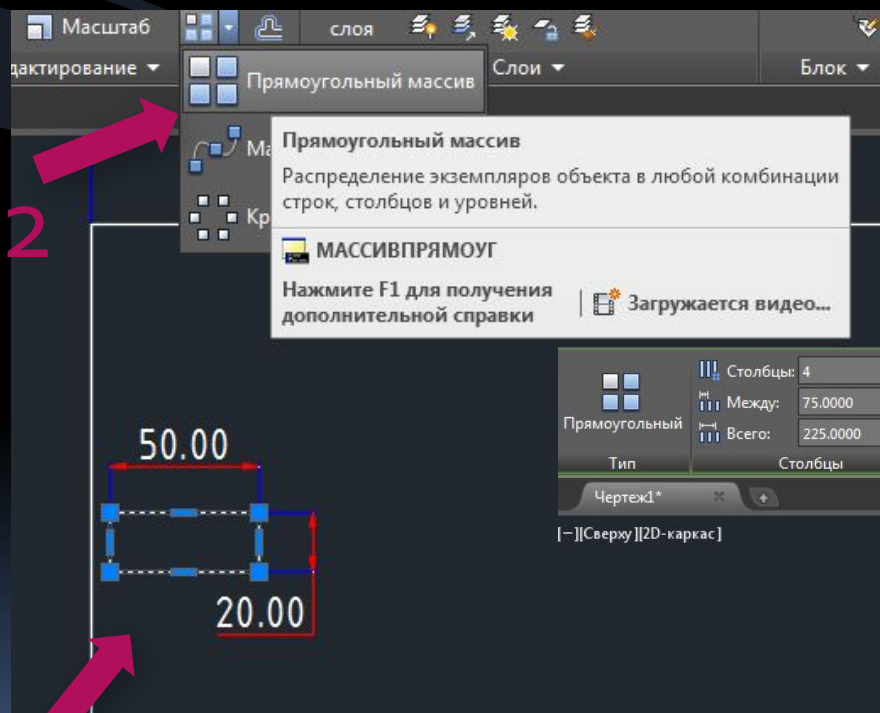 Масштаб
слоя
дактирование
Слои
Блок
Прямоугольный массив
Ма
Прямоугольный массив
Распределение экземпляров объекта в любой комбинации
строк, столбцов и уровней.
Кр
МАССИВПРЯМОУГ
Нажмите F1 для получения
дополнительной справки
Загружается видео...
2
Столбцы: 4
Между: 75.0000
Всего: 225.0000
Прямоугольный
Тип
Столбцы
Чертеж1*
[−][Сверху][2D-каркас]
50.00
20.00